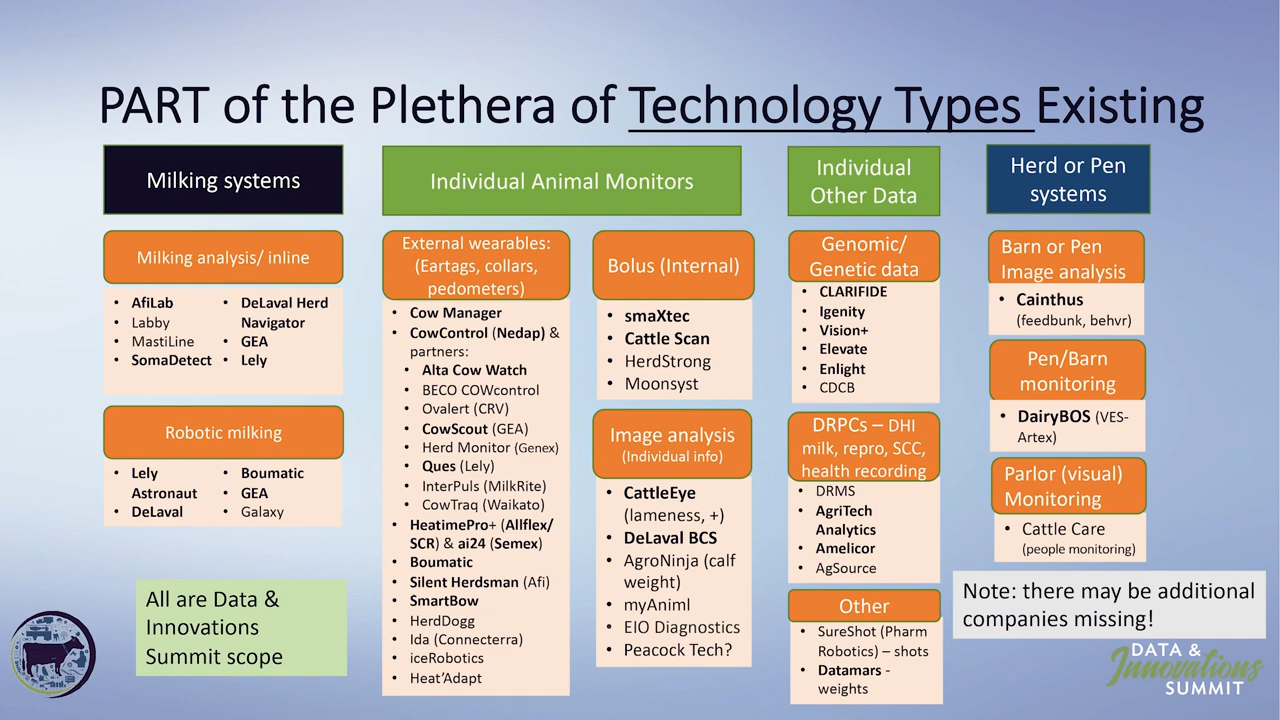 PART of the Plethera of Technology Types Existing
Milking systems
Milking analysis/ inline
• AfiLab
• Labby
• MastiLine
• SomaDetect
• DeLaval Herd
Navigator
• GEA
• Lely
Robotic milking
• Lely
Astronaut
• DeLaval
• Boumatic
• GEA
• Galaxy
All are Data &
Innovations
Summit scope
Individual Animal Monitors
External wearables:
(Eartags, collars,
pedometers)
• Cow Manager
• CowControl (Nedap) &
partners:
• Alta Cow Watch
• BECO COWcontrol
• Ovalert (CRV)
• CowScout (GEA)
• Herd Monitor (Genex)
• Ques (Lely)
• InterPuls (MilkRite)
• CowTraq (Waikato)
• HeatimePro+ (Allflex/
SCR) & ai24 (Semex)
• Boumatic
• Silent Herdsman (Afi)
• SmartBow
• HerdDogg
• Ida (Connecterra)
• iceRobotics
• Heat’Adapt
Bolus (Internal)
• smaXtec
• Cattle Scan
• HerdStrong
• Moonsyst
Image analysis
(Individual info)
• CattleEye
(lameness, +)
• DeLaval BCS
• AgroNinja (calf
weight)
• myAniml
• EIO Diagnostics
• Peacock Tech?
Individual
Other Data
Genomic/
Genetic data
• CLARIFIDE
• Igenity
• Vision+
• Elevate
• Enlight
• CDCB
DRPCs – DHI
milk, repro, SCC,
health recording
• DRMS
• AgriTech
Analytics
• Amelicor
• AgSource
Other
• SureShot (Pharm
Robotics) – shots
• Datamars -
weights
Herd or Pen
systems
Barn or Pen
Image analysis
• Cainthus
(feedbunk, behvr)
Pen/Barn
monitoring
• DairyBOS (VES-
Artex)
Parlor (visual)
Monitoring
• Cattle Care
(people monitoring)
Note: there may be additional
companies missing!
DATA &
Innovations
SUMMIT